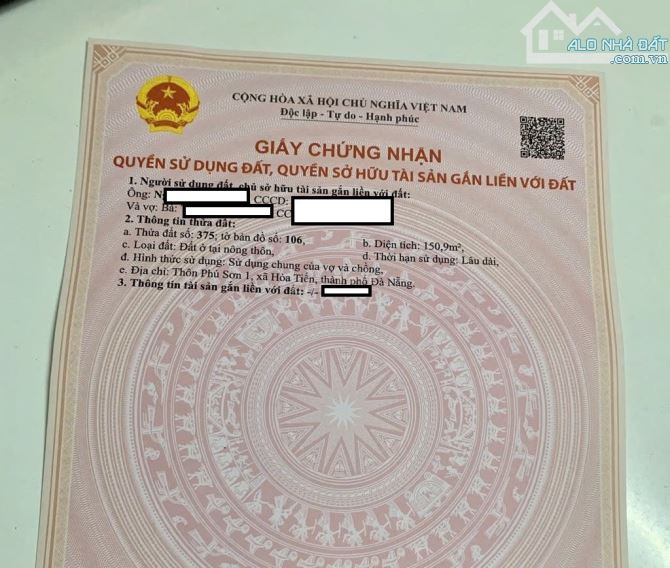 ALO NHÀ ĐẤT
.com.vn
CỘNG HÒA XÃ HỘI CHỦ NGHĨA VIỆT NAM
Độc lập - Tự do - Hạnh phúc
GIẤY CHỨNG NHẬN
QUYỀN SỬ DỤNG ĐẤT, QUYỀN SỞ HỮU TÀI SẢN GẮN LIỀN VỚI ĐẤT
1. Người sử dụng đất, chủ sở hữu tài sản gắn liền với đất:
Ông: N CCCD:
Và vợ: Bà: CC
2. Thông tin thửa đất:
a. Thửa đất số: 375; tờ bản đồ số: 106, b. Diện tích: 150,9m²,
c. Loại đất: Đất ở tại nông thôn, d. Thời hạn sử dụng: Lâu dài,
đ. Hình thức sử dụng: Sử dụng chung của vợ và chồng,
e. Địa chỉ: Thôn Phú Sơn 1, xã Hòa Tiến, thành phố Đà Nẵng.
3. Thông tin tài sản gắn liền với đất: -/-